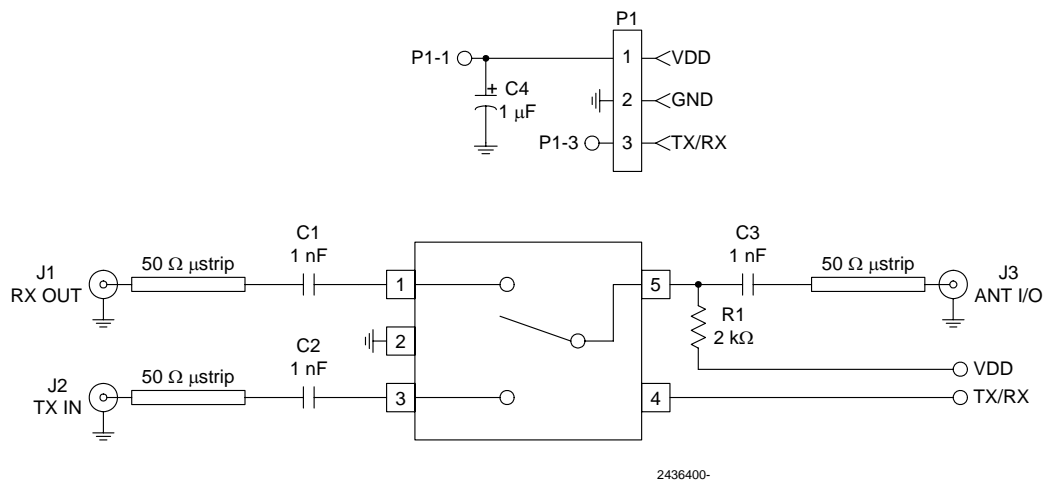 P1
P1-1
1
VDD
+
C4
1 μF
2
GND
P1-3
3
TX/RX
J1
RX OUT
50 Ω μstrip
C1
1 nF
1
5
C3
1 nF
50 Ω μstrip
J3
ANT I/O
R1
2 kΩ
2
J2
TX IN
50 Ω μstrip
C2
1 nF
3
4
VDD
TX/RX
2436400-